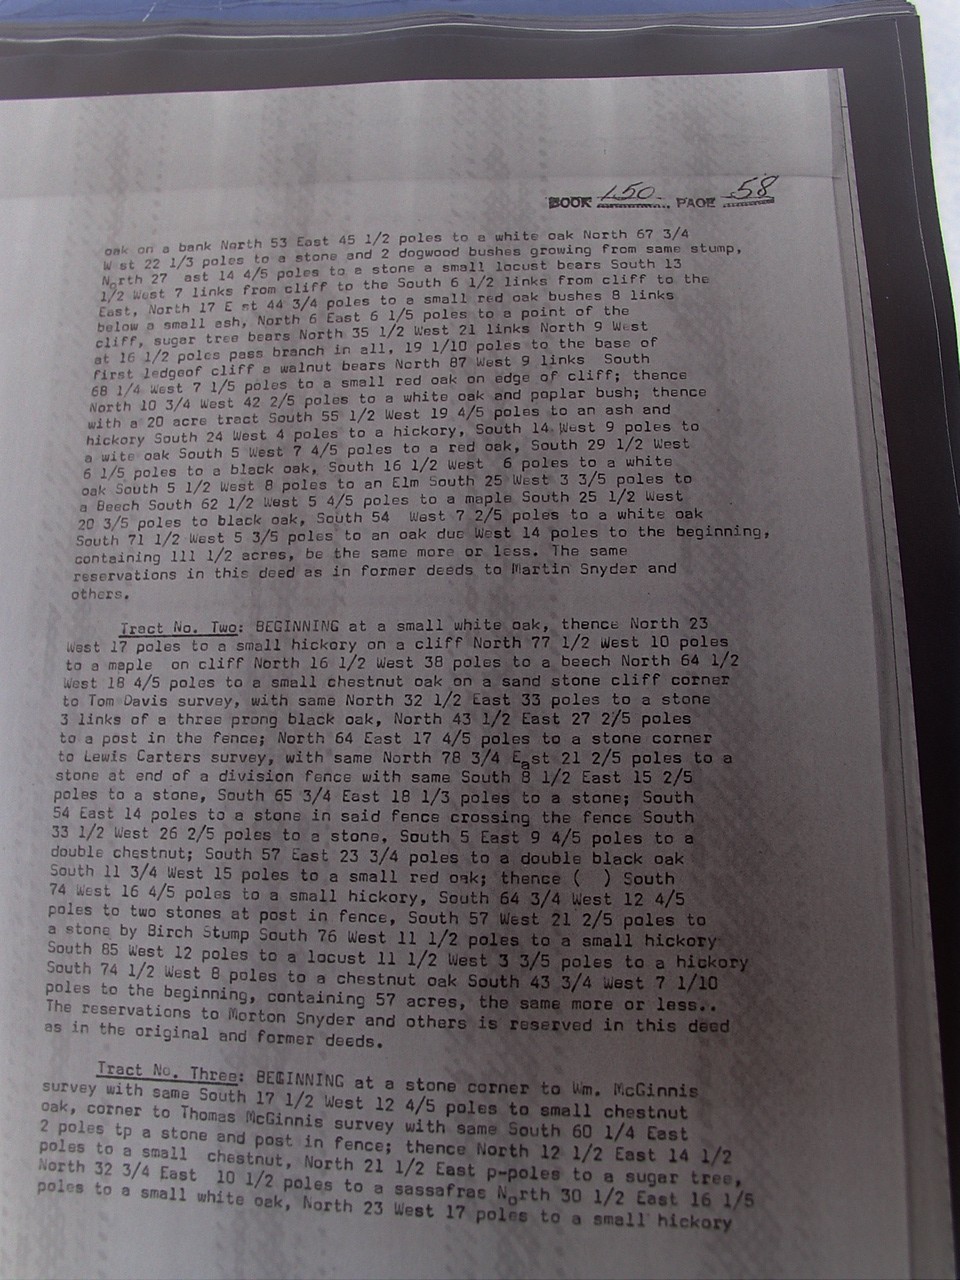 BOOK 150 PAGE 58
oak on a bank North 53 East 45 1/2 poles to a white oak North 67 3/4
W st 22 1/3 poles to a stone and 2 dogwood bushes growing from same stump,
North 27 ast 14 4/5 poles to a stone a small locust bears South 13
1/2 West 7 links from cliff to the South 6 1/2 links from cliff to the
East, North 17 E st 44 3/4 poles to a small red oak bushes 8 links
below a small ash, North 6 East 6 1/5 poles to a point of the
cliff, sugar tree bears North 35 1/2 West 21 links North 9 West
at 16 1/2 poles pass branch in all, 19 1/10 poles to the base of
first ledgeof cliff a walnut bears North 87 West 9 links South
68 1/4 West 7 1/5 poles to a small red oak on edge of cliff; thence
North 10 3/4 West 42 2/5 poles to a white oak and poplar bush; thence
with a 20 acre tract South 55 1/2 West 19 4/5 poles to an ash and
hickory South 24 West 4 poles to a hickory, South 14 West 9 poles to
a wite oak South 5 West 7 4/5 poles to a red oak, South 29 1/2 West
6 1/5 poles to a black oak, South 16 1/2 West 6 poles to a white
oak South 5 1/2 West 8 poles to an Elm South 25 West 3 3/5 poles to
a Beech South 62 1/2 West 5 4/5 poles to a maple South 25 1/2 West
20 3/5 poles to black oak, South 54 West 7 2/5 poles to a white oak
South 71 1/2 West 5 3/5 poles to an oak due West 14 poles to the beginning,
containing 111 1/2 acres, be the same more or less. The same
reservations in this deed as in former deeds to Martin Snyder and
others.
Tract No. Two: BEGINNING at a small white oak, thence North 23
West 17 poles to a small hickory on a cliff North 77 1/2 West 10 poles
to a maple on cliff North 16 1/2 West 38 poles to a beech North 64 1/2
West 18 4/5 poles to a small chestnut oak on a sand stone cliff corner
to Tom Davis survey, with same North 32 1/2 East 33 poles to a stone
3 links of a three prong black oak, North 43 1/2 East 27 2/5 poles
to a post in the fence; North 64 East 17 4/5 poles to a stone corner
to Lewis Carters survey, with same North 78 3/4 East 21 2/5 poles to a
stone at end of a division fence with same South 8 1/2 East 15 2/5
poles to a stone, South 65 3/4 East 18 1/3 poles to a stone; South
54 East 14 poles to a stone in said fence crossing the fence South
33 1/2 West 26 2/5 poles to a stone, South 5 East 9 4/5 poles to a
double chestnut; South 57 East 23 3/4 poles to a double black oak
South 11 3/4 West 15 poles to a small red oak; thence ( ) South
74 West 16 4/5 poles to a small hickory, South 64 3/4 West 12 4/5
poles to two stones at post in fence, South 57 West 21 2/5 poles to
a stone by Birch Stump South 76 West 11 1/2 poles to a small hickory
South 85 West 12 poles to a locust 11 1/2 West 3 3/5 poles to a hickory
South 74 1/2 West 8 poles to a chestnut oak South 43 3/4 West 7 1/10
poles to the beginning, containing 57 acres, the same more or less..
The reservations to Morton Snyder and others is reserved in this deed
as in the original and former deeds.
Tract No. Three: BEGINNING at a stone corner to Wm. McGinnis
survey with same South 17 1/2 West 12 4/5 poles to small chestnut
oak, corner to Thomas McGinnis survey with same South 60 1/4 East
2 poles tp a stone and post in fence; thence North 12 1/2 East 14 1/2
poles to a small chestnut, North 21 1/2 East p-poles to a sugar tree,
North 32 3/4 East 10 1/2 poles to a sassafras North 30 1/2 East 16 1/5
poles to a small white oak, North 23 West 17 poles to a small hickory